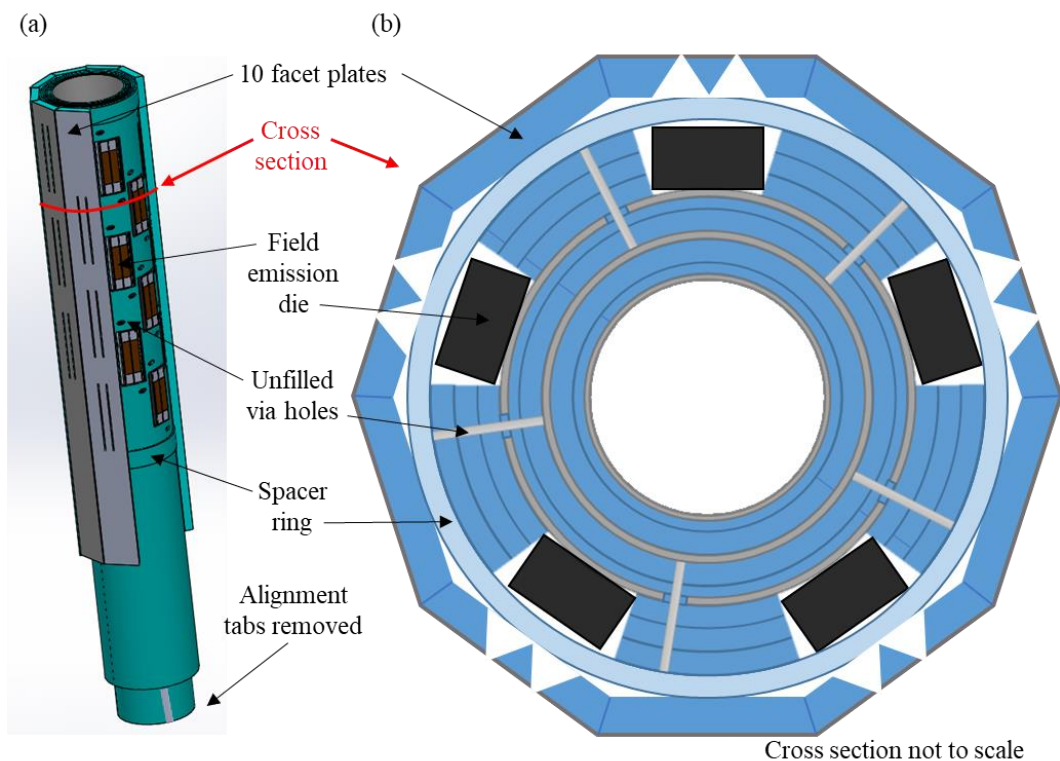 (a)
(b)
10 facet plates
Cross
section
Field
emission
die
Unfilled
via holes
Spacer
ring
Alignment
tabs removed
Cross section not to scale